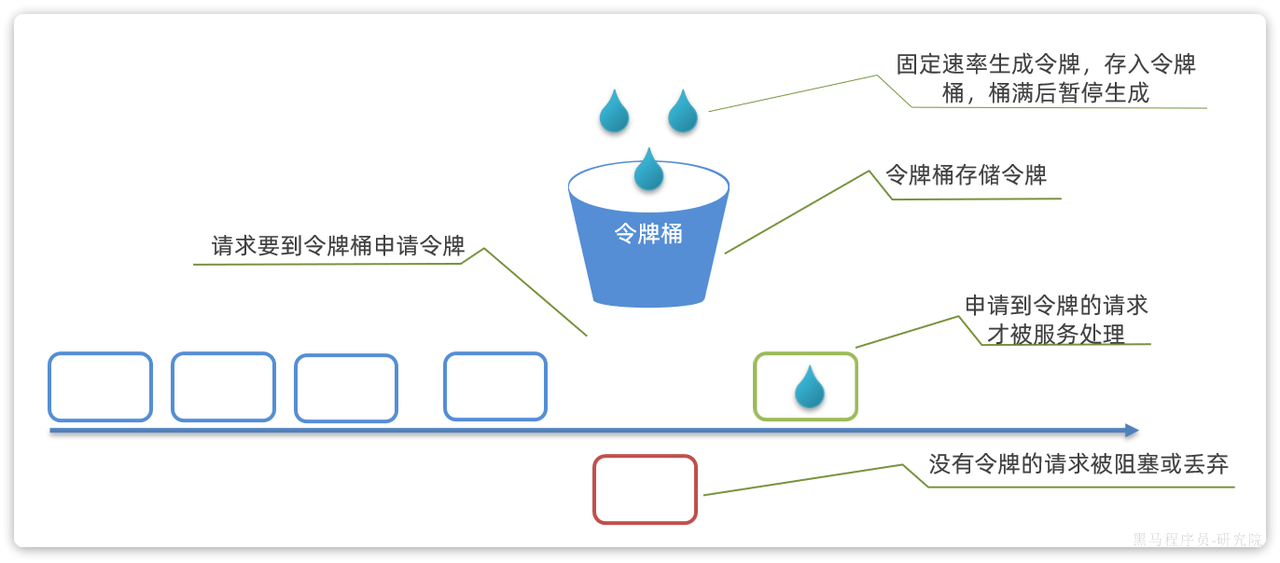 固定速率生成令牌，存入令牌
桶，桶满后暂停生成
令牌桶存储令牌
令牌桶
请求要到令牌桶申请令牌
申请到令牌的请求
才被服务处理
没有令牌的请求被阻塞或丢弃
黑马程序员-研究院